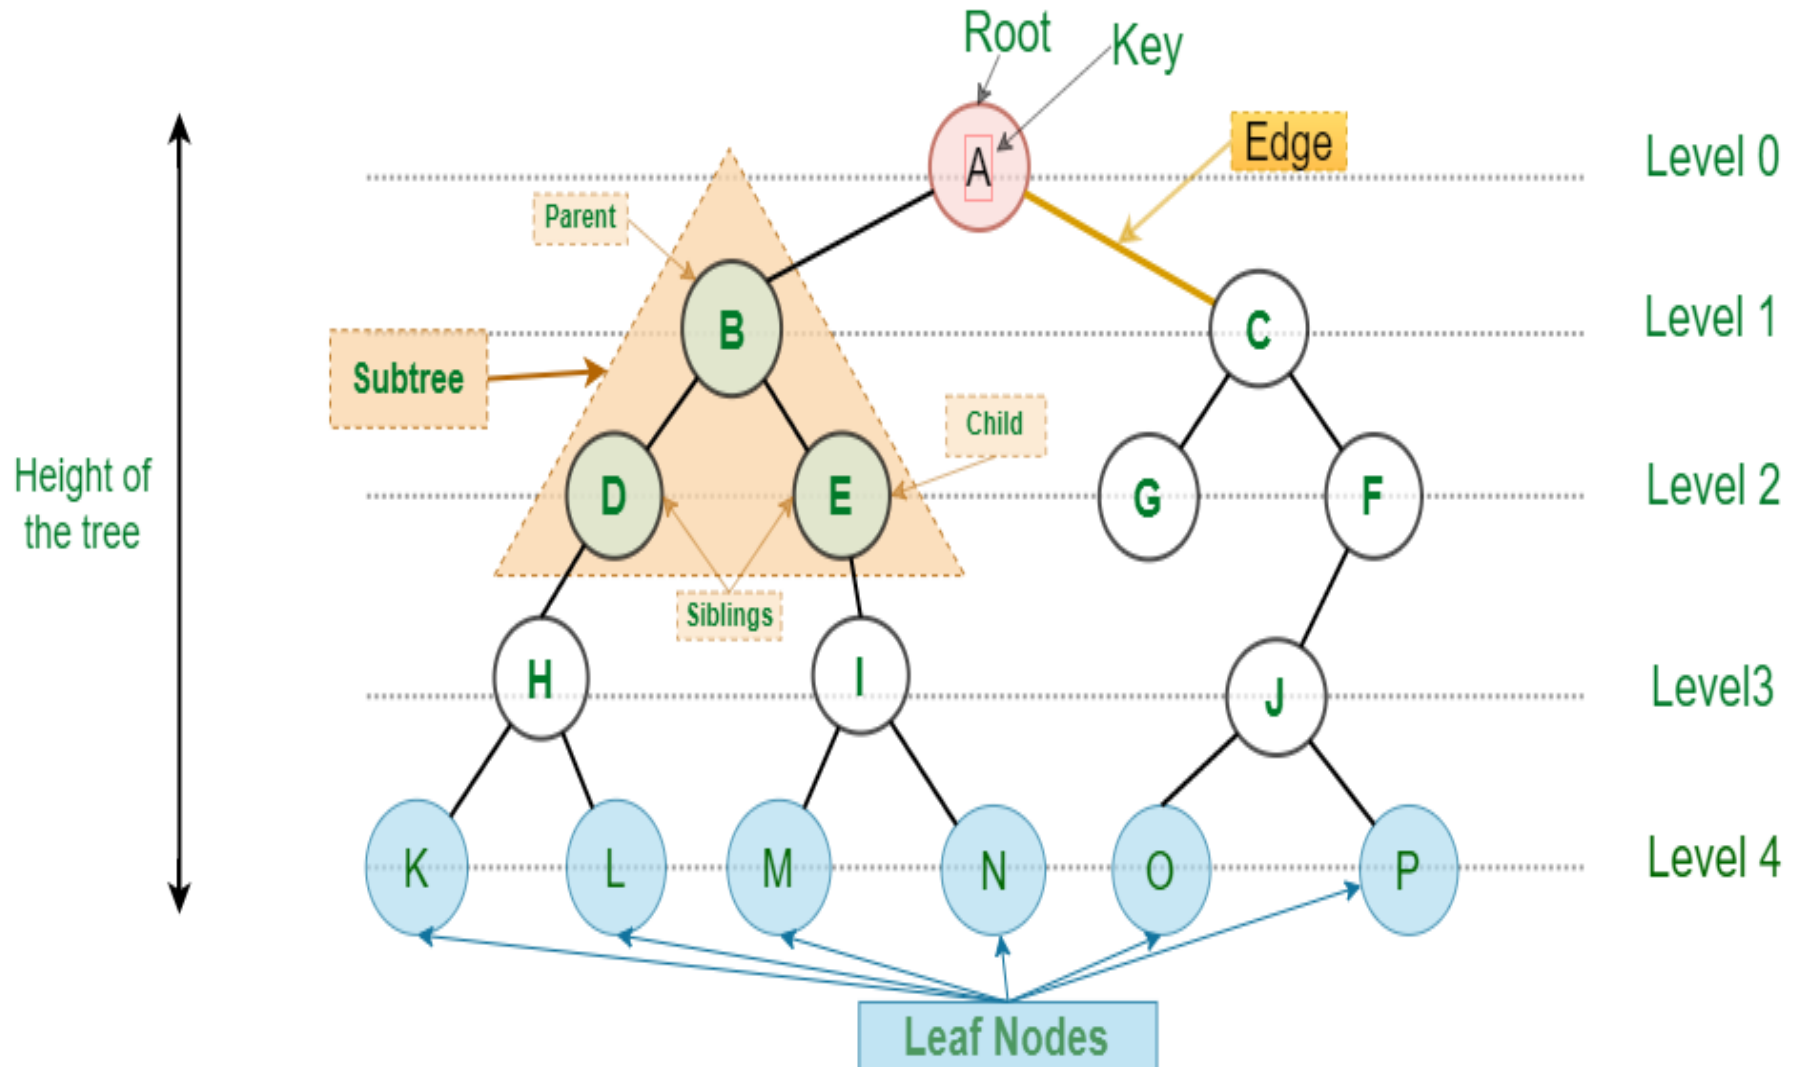 Root
Key
Edge
A
Level 0
Parent
B
C
Level 1
Subtree
Child
Height of
the tree
D
E
G
F
Level 2
Siblings
H
I
J
Level3
K
L
M
N
O
P
Level 4
Leaf Nodes